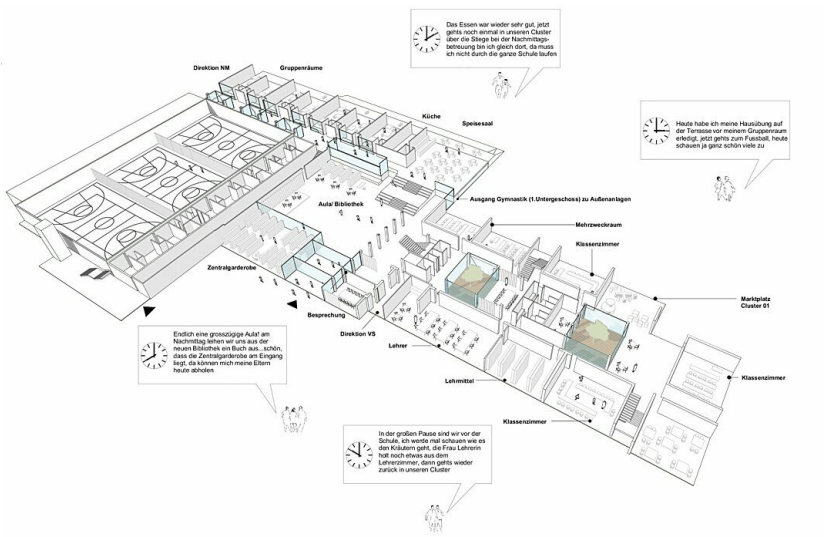 Das Essen war wieder sehr gut, jetzt
gehts noch einmal in unseren Cluster
über die Stiege bei der Nachmittags-
betreuung bin ich gleich dort, da muss
ich nicht durch die ganze Schule laufen
Direktion NM
Gruppenräume
Küche
Speisesaal
Heute habe ich meine Hausübung auf
der Terrasse vor meinem Gruppenraum
erledigt, jetzt gehts zum Fussball, heute
schauen ja ganz schön viele zu
Aula/ Bibliothek
Ausgang Gymnastik (1.Untergeschoss) zu Außenanlagen
Mehrzweckraum
Klassenzimmer
Zentralgarderobe
Marktplatz
Cluster 01
Besprechung
Direktion VS
Endlich eine grosszügige Aula! am
Nachmittag leihen wir uns aus der
neuen Bibliothek ein Buch aus...schön,
dass die Zentralgarderobe am Eingang
liegt, da können mich meine Eltern
heute abholen
Lehrer
Lehrmittel
Klassenzimmer
Klassenzimmer
In der großen Pause sind wir vor der
Schule, ich werde mal schauen wie es
den Kräutern geht, die Frau Lehrerin
holt noch etwas aus dem
Lehrerzimmer, dann gehts wieder
zurück in unseren Cluster